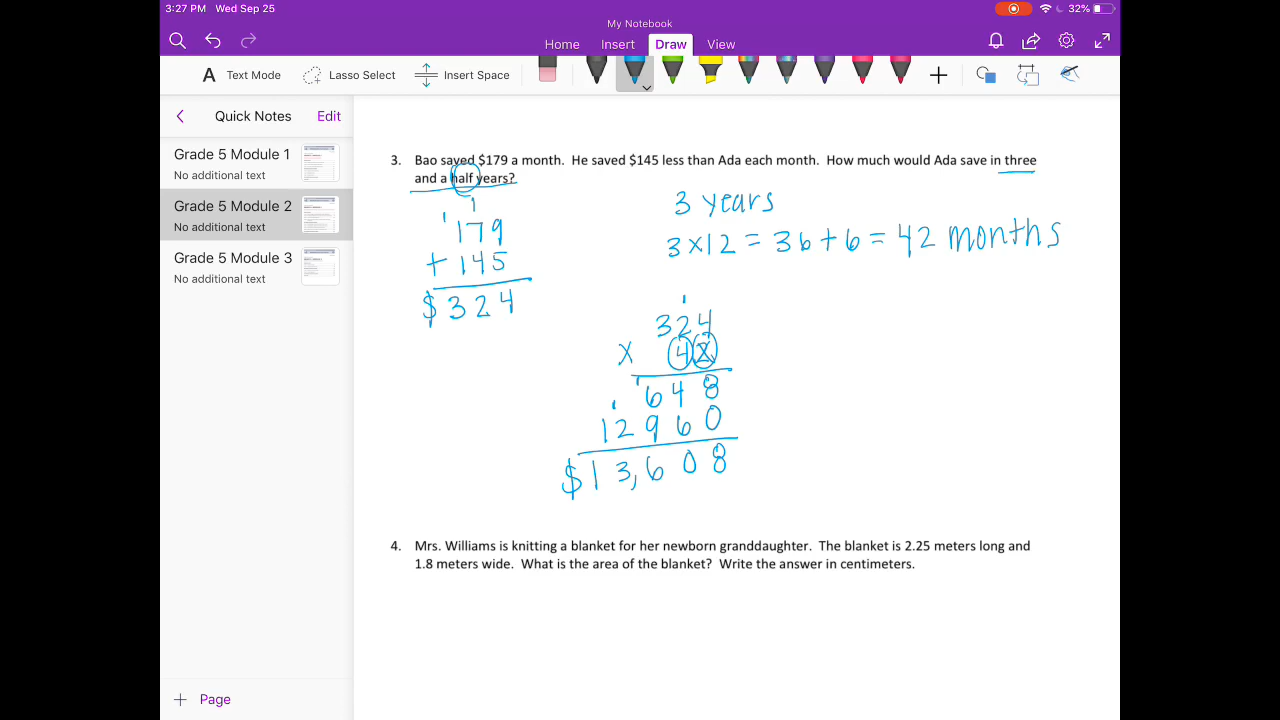 3:27 PM Wed Sep 25
32%
My Notebook
Home Insert Draw View
A Text Mode Lasso Select Insert Space
Quick Notes Edit
Grade 5 Module 1
No additional text
Grade 5 Module 2
No additional text
Grade 5 Module 3
No additional text
+ Page
3. Bao saved $179 a month. He saved $145 less than Ada each month. How much would Ada save in three
and a half years?
1
1
179
+ 145
$324
3 years
3 x 12 = 36 + 6 = 42 months
1
324
x 42
1
648
1
12960
$13,608
4. Mrs. Williams is knitting a blanket for her newborn granddaughter. The blanket is 2.25 meters long and
1.8 meters wide. What is the area of the blanket? Write the answer in centimeters.